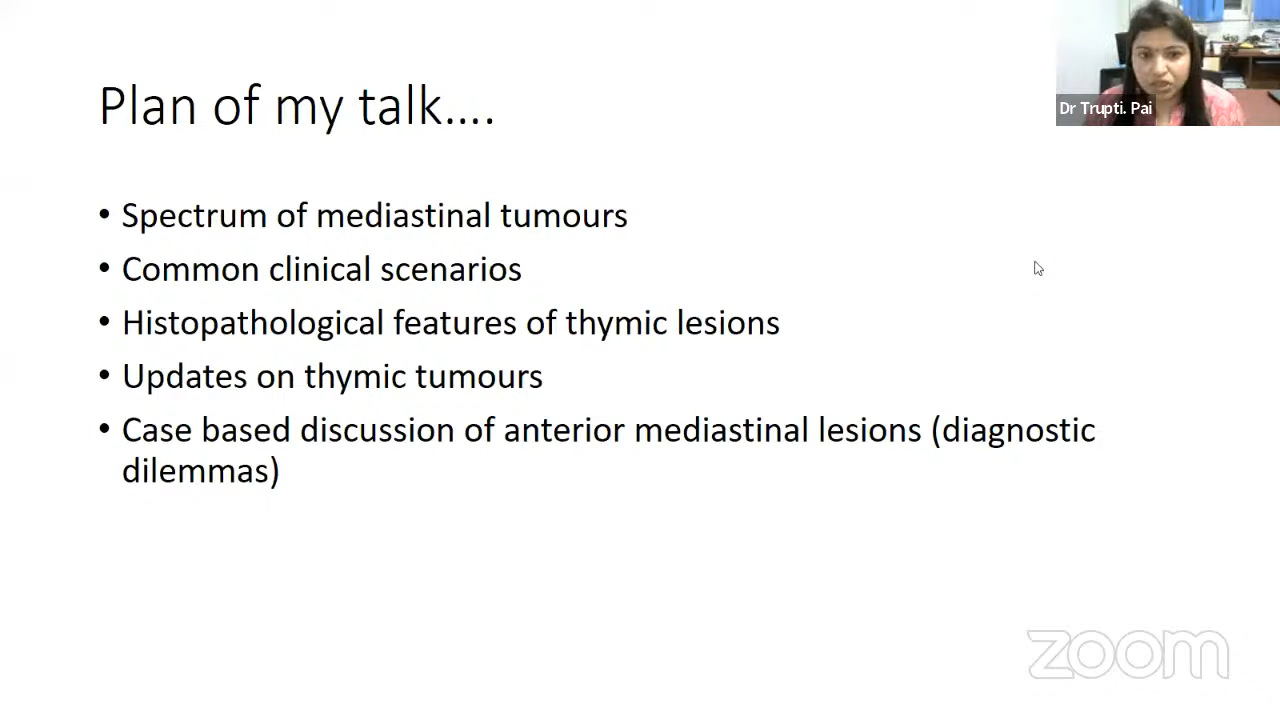 Plan of my talk....
Dr Trupti. Pai
• Spectrum of mediastinal tumours
• Common clinical scenarios
• Histopathological features of thymic lesions
• Updates on thymic tumours
• Case based discussion of anterior mediastinal lesions (diagnostic
dilemmas)
zoom